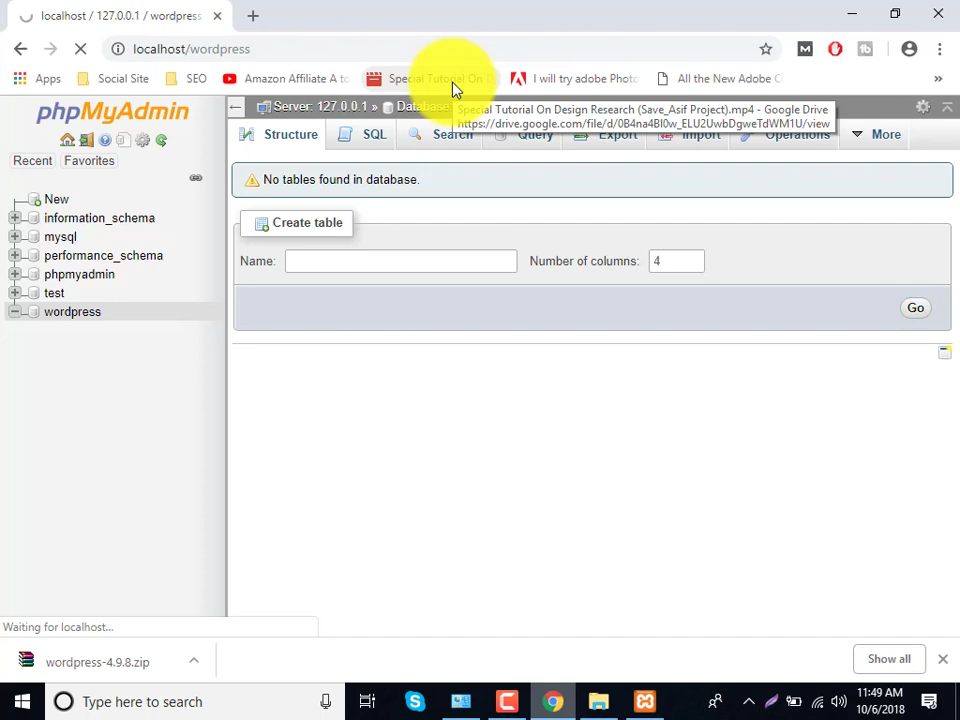 localhost / 127.0.0.1 / wordpress
localhost/wordpress
Apps
Social Site
SEO
Amazon Affiliate A to
Special Tutorial On D
I will try adobe Photo
All the New Adobe C
»
Special Tutorial On Design Research (Save_Asif Project).mp4 - Google Drive
https://drive.google.com/file/d/0B4na4Bl0w_ELU2UwbDgweTdWM1U/view
phpMyAdmin
Recent
Favorites
New
information_schema
mysql
performance_schema
phpmyadmin
test
wordpress
Server: 127.0.0.1 » Database
Structure
SQL
Search
Query
Export
Import
Operations
More
No tables found in database.
Create table
Name:
Number of columns: 4
Go
Waiting for localhost...
wordpress-4.9.8.zip
Show all
Type here to search
11:49 AM
10/6/2018